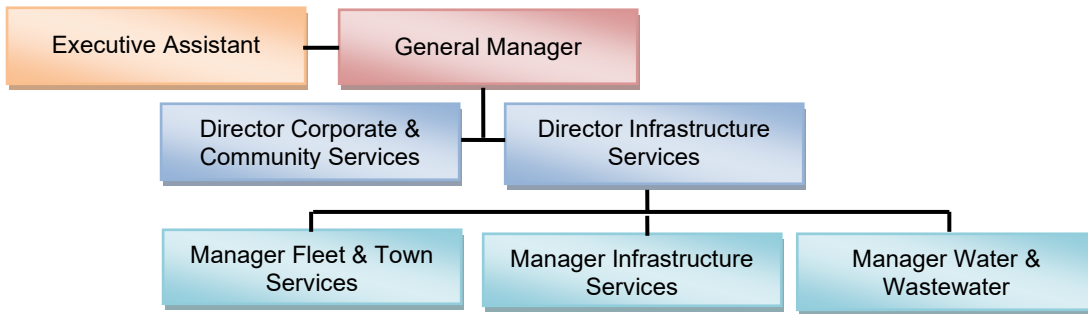 Executive Assistant
General Manager
Director Corporate &
Community Services
Director Infrastructure
Services
Manager Fleet & Town
Services
Manager Infrastructure
Services
Manager Water &
Wastewater